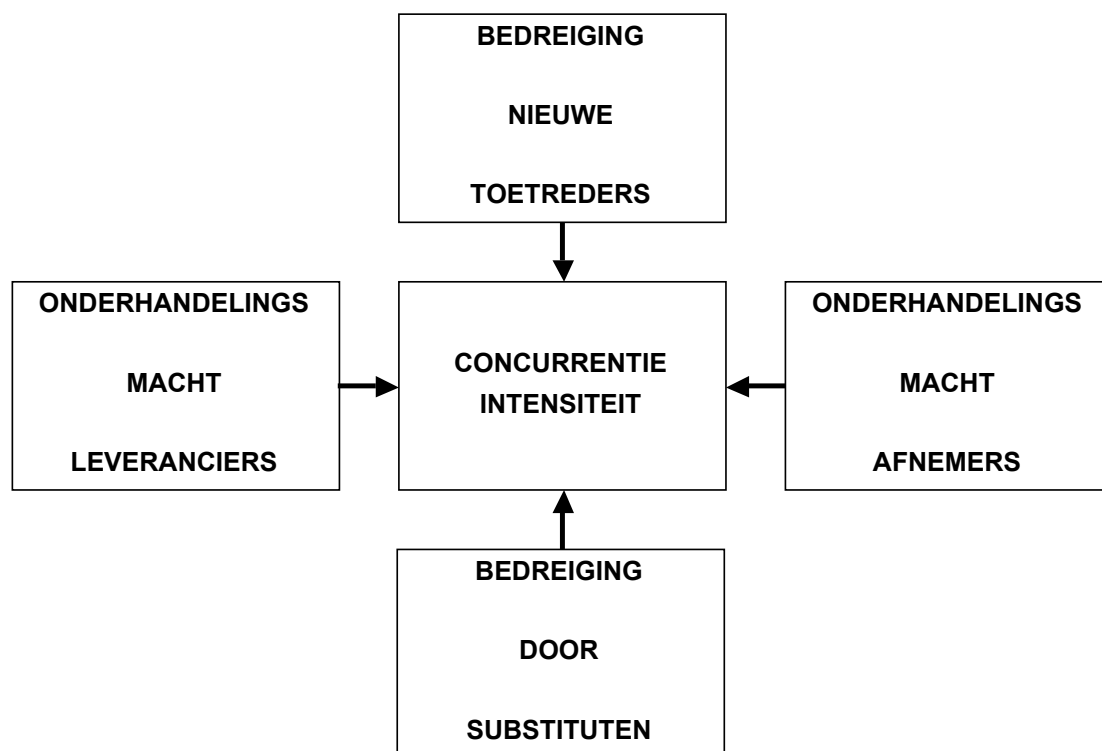 BEDREIGING
NIEUWE
TOETREDERS
ONDERHANDELINGS
MACHT
LEVERANCIERS
CONCURRENTIE
INTENSITEIT
ONDERHANDELINGS
MACHT
AFNEMERS
BEDREIGING
DOOR
SUBSTITUTEN